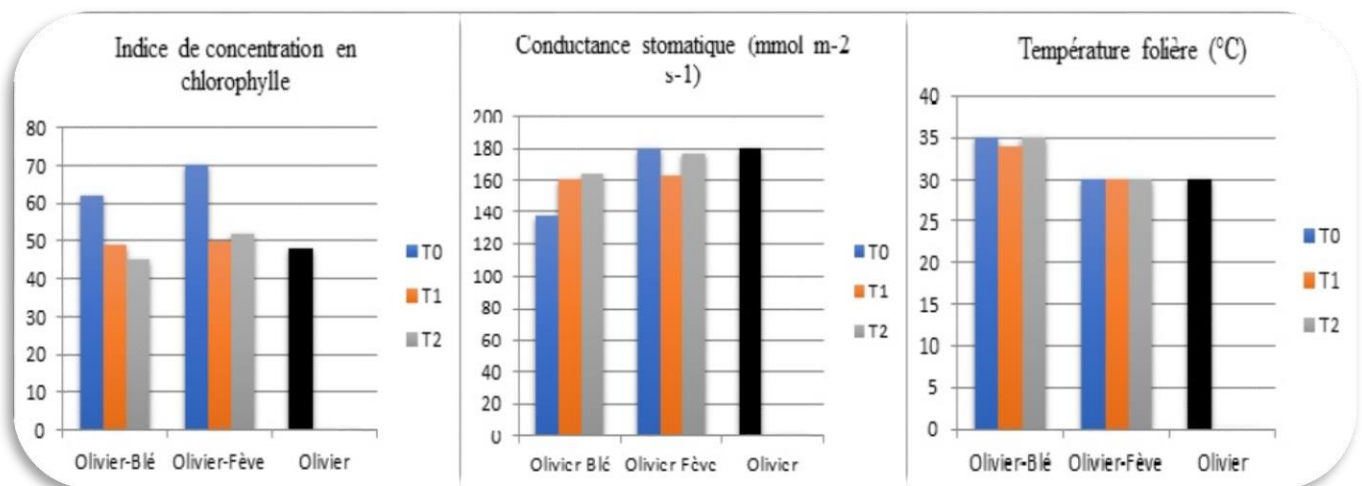 Indice de concentration en
chlorophylle
80
70
60
50
40
30
20
10
0
Olivier-Blé Olivier-Fève Olivier
T0
T1
T2
Conductance stomatique (mmol m-2
s-1)
200
180
160
140
120
100
80
60
40
20
0
Olivier Blé Olivier Fève Olivier
T0
T1
T2
Température folière (°C)
40
35
30
25
20
15
10
5
0
Olivier-Blé Olivier-Fève Olivier
T0
T1
T2